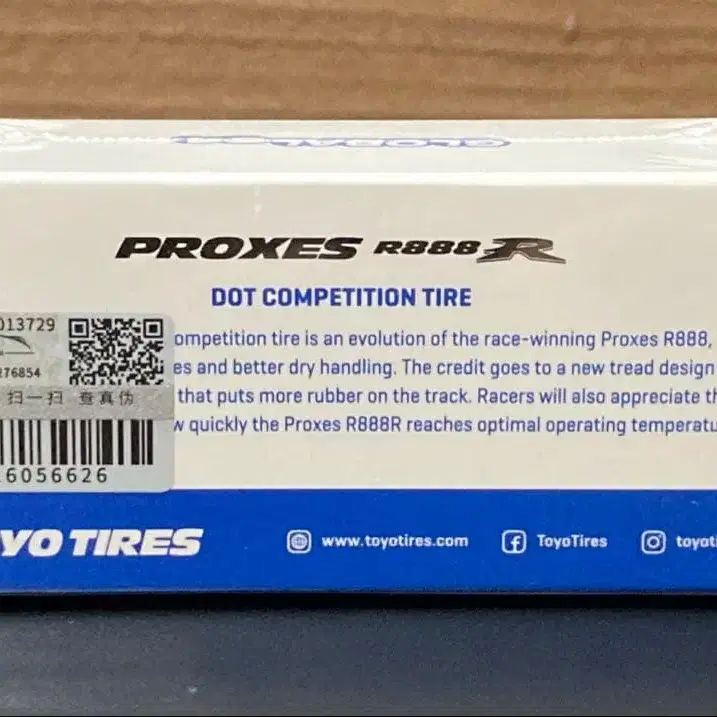 GLOBAL64
PROXES R888R
DOT COMPETITION TIRE
ompetition tire is an evolution of the race-winning Proxes R888,
es and better dry handling. The credit goes to a new tread design
that puts more rubber on the track. Racers will also appreciate th
w quickly the Proxes R888R reaches optimal operating temperatu
013729
276854
扫一扫 查真伪
6056626
YO TIRES
www.toyotires.com
ToyoTires
toyoti